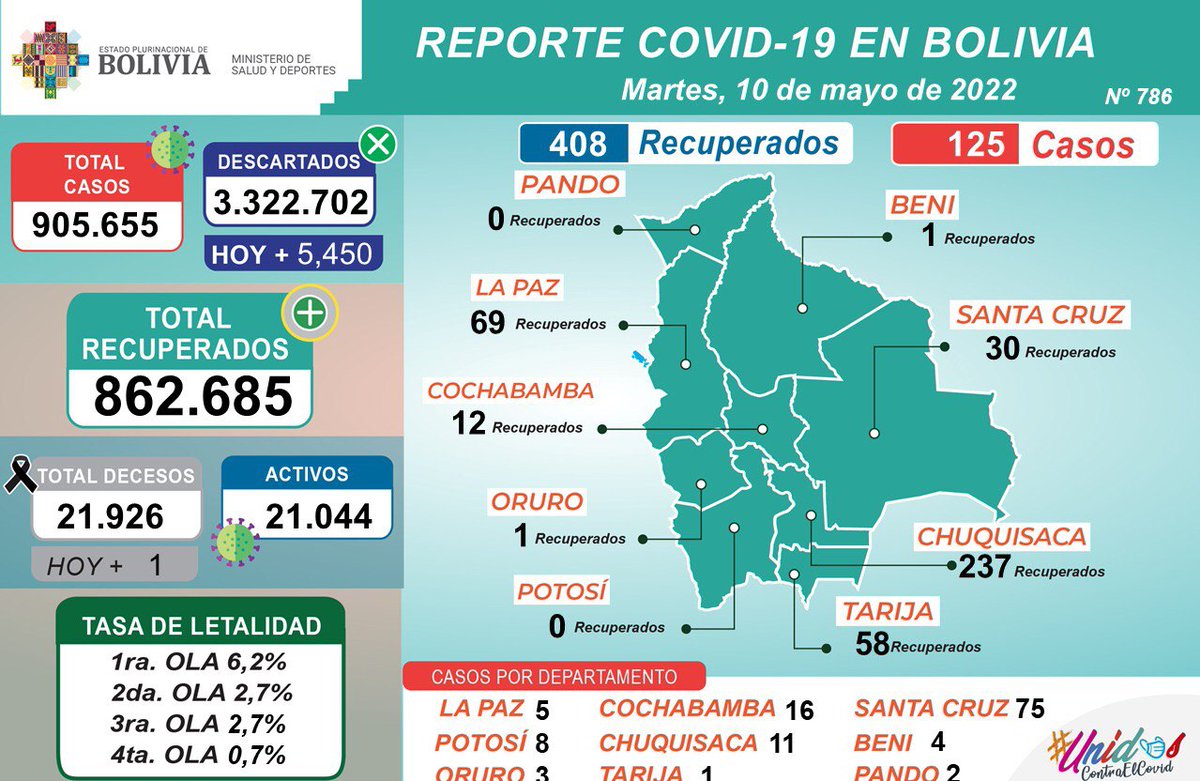 ESTADO PLURINACIONAL DE
BOLIVIA
MINISTERIO DE
SALUD Y DEPORTES
REPORTE COVID-19 EN BOLIVIA
Martes, 10 de mayo de 2022
Nº 786
TOTAL
CASOS
905.655
DESCARTADOS
3.322.702
HOY + 5,450
TOTAL
RECUPERADOS
862.685
TOTAL DECESOS
21.926
HOY + 1
ACTIVOS
21.044
TASA DE LETALIDAD
1ra. OLA 6,2%
2da. OLA 2,7%
3ra. OLA 2,7%
4ta. OLA 0,7%
408 Recuperados
125 Casos
PANDO
0 Recuperados
BENI
1 Recuperados
LA PAZ
69 Recuperados
SANTA CRUZ
30 Recuperados
COCHABAMBA
12 Recuperados
ORURO
1 Recuperados
CHUQUISACA
237 Recuperados
POTOSÍ
0 Recuperados
TARIJA
58 Recuperados
CASOS POR DEPARTAMENTO
LA PAZ 5 COCHABAMBA 16 SANTA CRUZ 75
POTOSÍ 8 CHUQUISACA 11 BENI 4
ORURO 3 TARIJA 1 PANDO 2
#Unidos
ContraElCovid